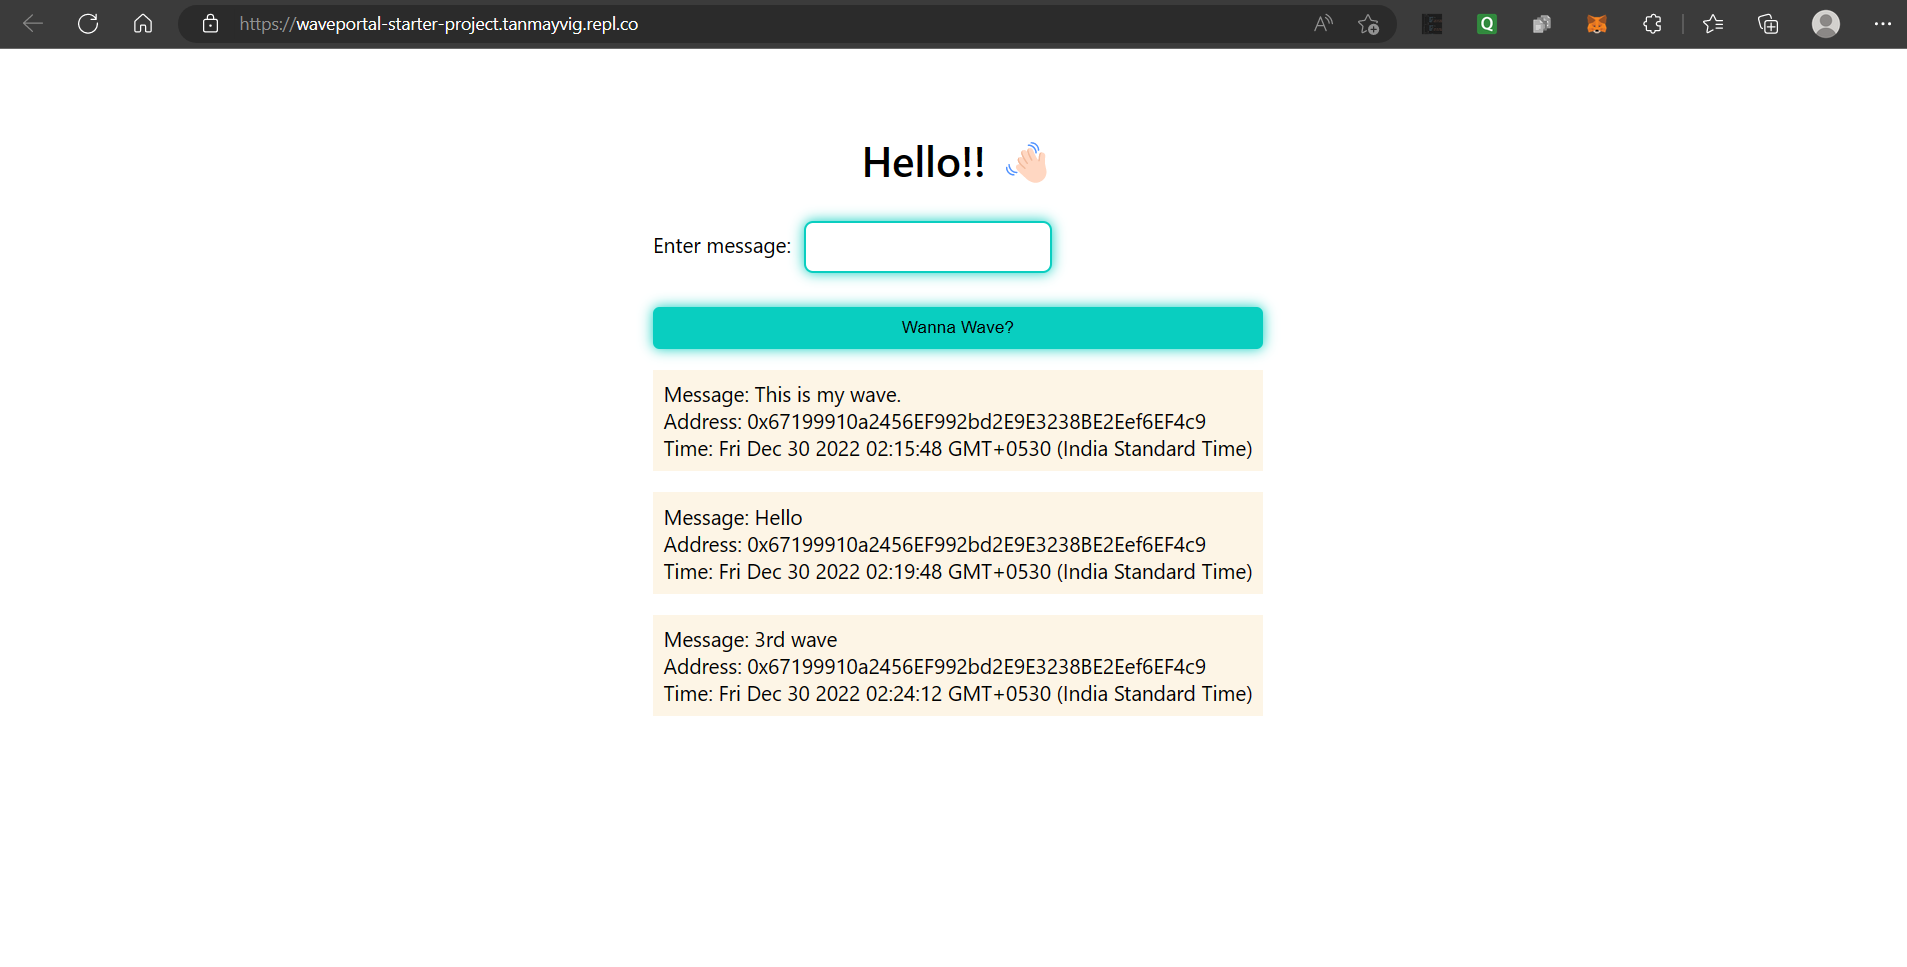 https://waveportal-starter-project.tanmayvig.repl.co
Hello!! 👋🏻
Enter message:
Wanna Wave?
Message: This is my wave.
Address: 0x67199910a2456EF992bd2E9E3238BE2Eef6EF4c9
Time: Fri Dec 30 2022 02:15:48 GMT+0530 (India Standard Time)
Message: Hello
Address: 0x67199910a2456EF992bd2E9E3238BE2Eef6EF4c9
Time: Fri Dec 30 2022 02:19:48 GMT+0530 (India Standard Time)
Message: 3rd wave
Address: 0x67199910a2456EF992bd2E9E3238BE2Eef6EF4c9
Time: Fri Dec 30 2022 02:24:12 GMT+0530 (India Standard Time)